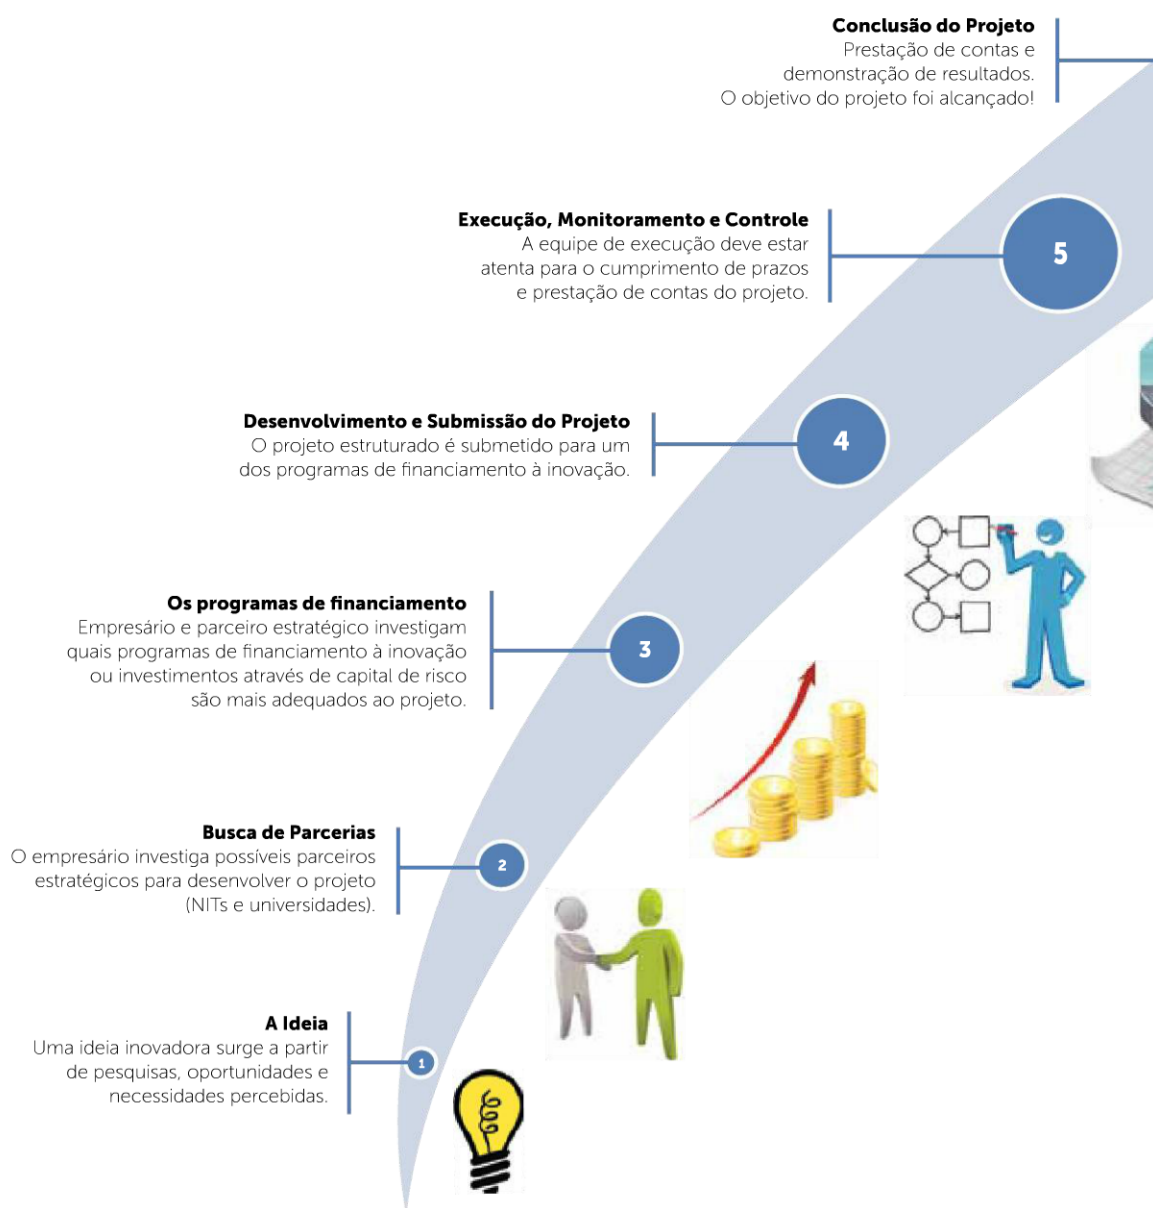 Conclusão do Projeto
Prestação de contas e
demonstração de resultados.
O objetivo do projeto foi alcançado!
Execução, Monitoramento e Controle
A equipe de execução deve estar
atenta para o cumprimento de prazos
e prestação de contas do projeto.
5
Desenvolvimento e Submissão do Projeto
O projeto estruturado é submetido para um
dos programas de financiamento à inovação.
4
Os programas de financiamento
Empresário e parceiro estratégico investigam
quais programas de financiamento à inovação
ou investimentos através de capital de risco
são mais adequados ao projeto.
3
Busca de Parcerias
O empresário investiga possíveis parceiros
estratégicos para desenvolver o projeto
(NITs e universidades).
2
A Ideia
Uma ideia inovadora surge a partir
de pesquisas, oportunidades e
necessidades percebidas.
1